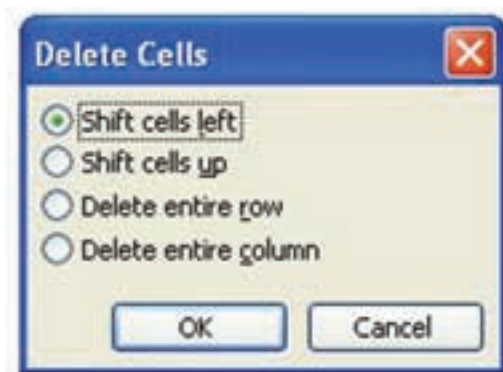 Delete Cells
Shift cells left
Shift cells up
Delete entire row
Delete entire column
OK Cancel